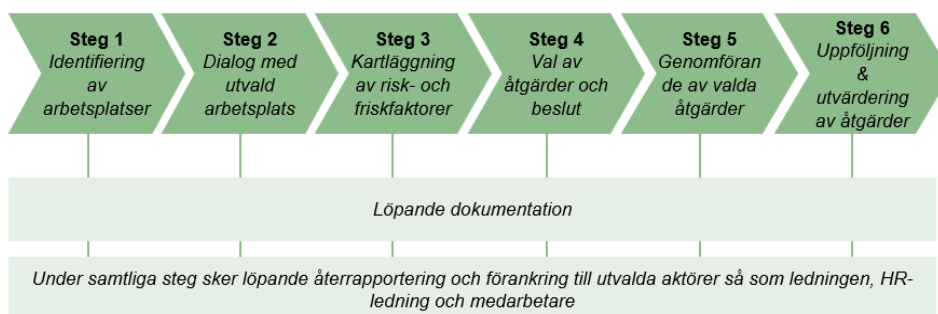 Steg 1
Identifiering
av
arbetsplatser
Steg 2
Dialog med
utvald
arbetsplats
Steg 3
Kartläggning
av risk- och
friskfaktorer
Steg 4
Val av
åtgärder och
beslut
Steg 5
Genomföran
de av valda
åtgärder
Steg 6
Uppföljning
&
utvärdering
av åtgärder
Löpande dokumentation
Under samtliga steg sker löpande återrapportering och förankring till utvalda aktörer så som ledningen, HR-
ledning och medarbetare